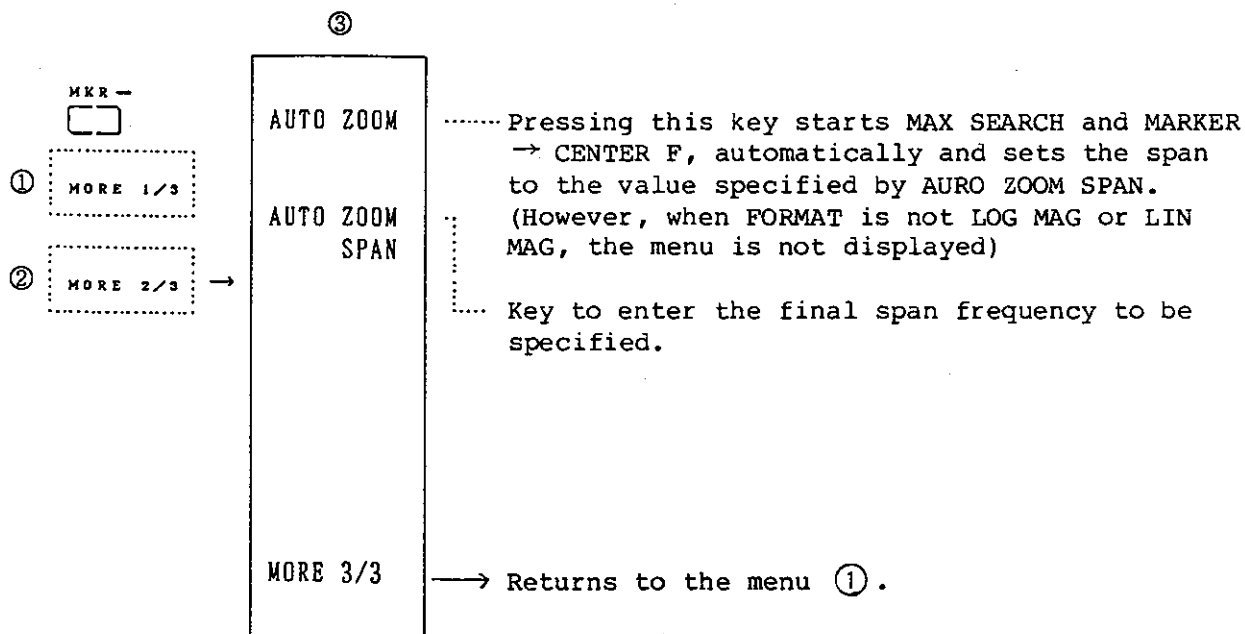 ③
MKR→
① MORE 1/3
② MORE 2/3 →
AUTO ZOOM
Pressing this key starts MAX SEARCH and MARKER
→ CENTER F, automatically and sets the span
to the value specified by AURO ZOOM SPAN.
(However, when FORMAT is not LOG MAG or LIN
MAG, the menu is not displayed)
AUTO ZOOM
SPAN
Key to enter the final span frequency to be
specified.
MORE 3/3
→ Returns to the menu ①.